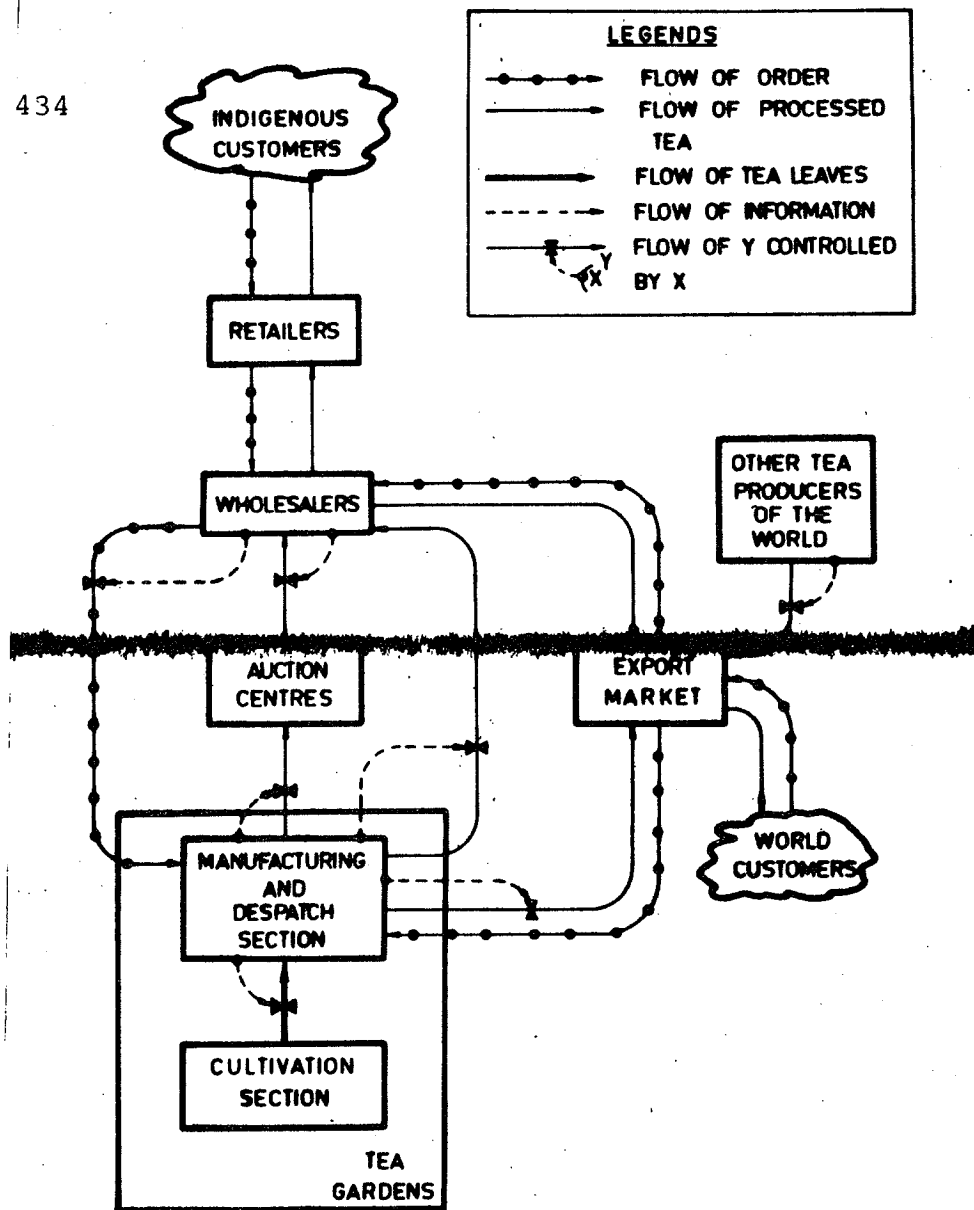 434
LEGENDS
FLOW OF ORDER
FLOW OF PROCESSED
TEA
FLOW OF TEA LEAVES
FLOW OF INFORMATION
FLOW OF Y CONTROLLED
BY X
X Y
INDIGENOUS
CUSTOMERS
RETAILERS
WHOLESALERS
OTHER TEA
PRODUCERS
OF THE
WORLD
AUCTION
CENTRES
EXPORT
MARKET
WORLD
CUSTOMERS
MANUFACTURING
AND
DESPATCH
SECTION
CULTIVATION
SECTION
TEA
GARDENS